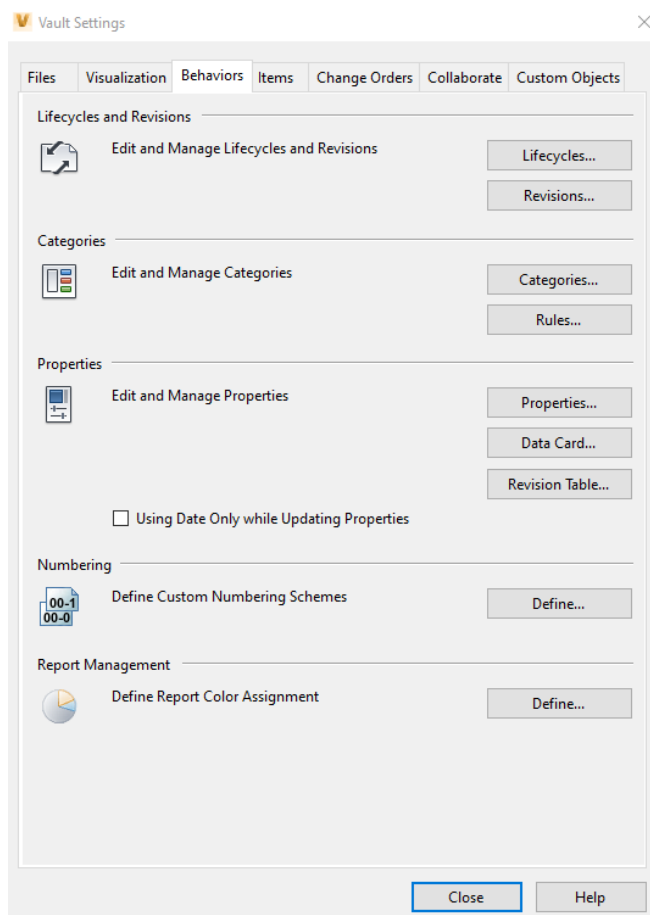 Vault Settings
Files Visualization Behaviors Items Change Orders Collaborate Custom Objects
Lifecycles and Revisions
Edit and Manage Lifecycles and Revisions
Lifecycles...
Revisions...
Categories
Edit and Manage Categories
Categories...
Rules...
Properties
Edit and Manage Properties
Properties...
Data Card...
Revision Table...
Using Date Only while Updating Properties
Numbering
00-1
00-0
Define Custom Numbering Schemes
Define...
Report Management
Define Report Color Assignment
Define...
Close Help